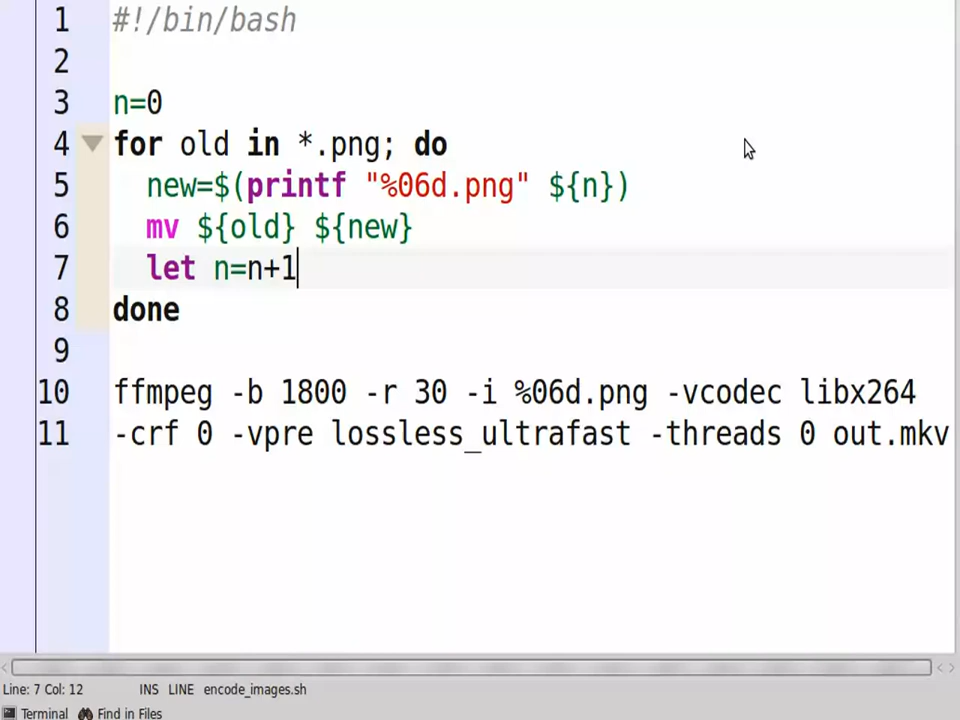 1 #!/bin/bash
2
3 n=0
4 for old in *.png; do
5 new=$(printf "%06d.png" ${n})
6 mv ${old} ${new}
7 let n=n+1
8 done
9
10 ffmpeg -b 1800 -r 30 -i %06d.png -vcodec libx264
11 -crf 0 -vpre lossless_ultrafast -threads 0 out.mkv
Line: 7 Col: 12 INS LINE encode_images.sh
Terminal Find in Files